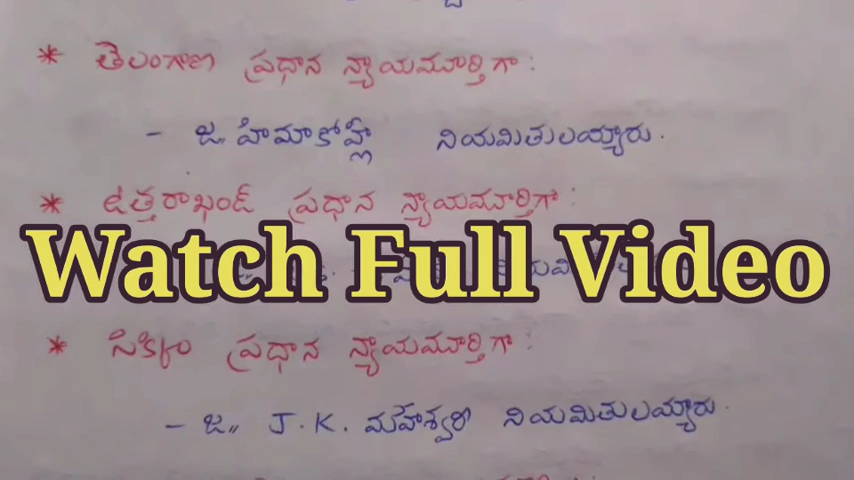 * తెలంగాణ ప్రధాన న్యాయమూర్తిగా :
- జ,, హిమాకోహ్లీ నియమితులయ్యారు.
* ఉత్తరాఖండ్ ప్రధాన న్యాయమూర్తిగా :
Watch Full Video
* సిక్కిం ప్రధాన న్యాయమూర్తిగా :
- జ,, J.K. మహేశ్వరి నియమితులయ్యారు.